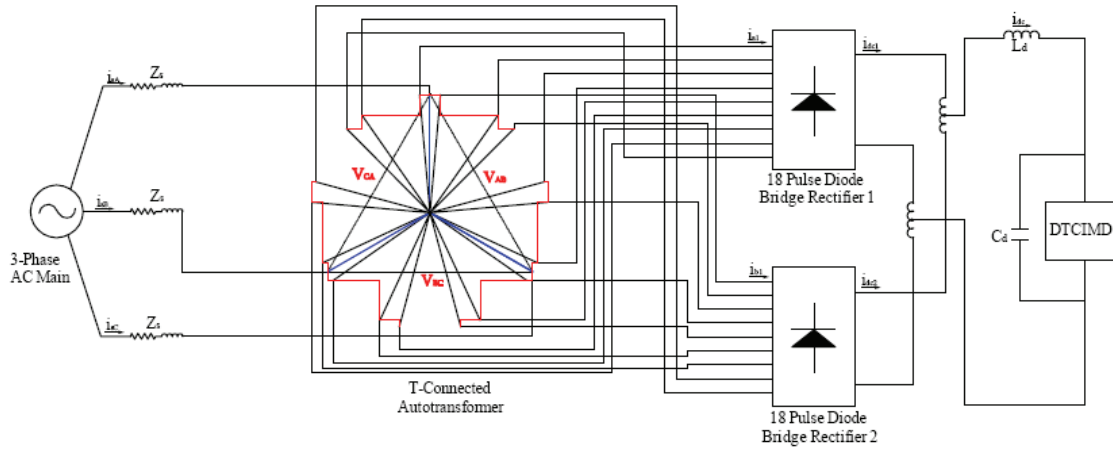 i_sA
Z_s
i_sB
Z_s
3-Phase
AC Main
i_sC
Z_s
V_CA
V_AB
V_BC
T-Connected
Autotransformer
i_a1
i_dc1
18 Pulse Diode
Bridge Rectifier 1
i_b1
i_dc2
18 Pulse Diode
Bridge Rectifier 2
i_dc
L_d
C_d
DTCIMD